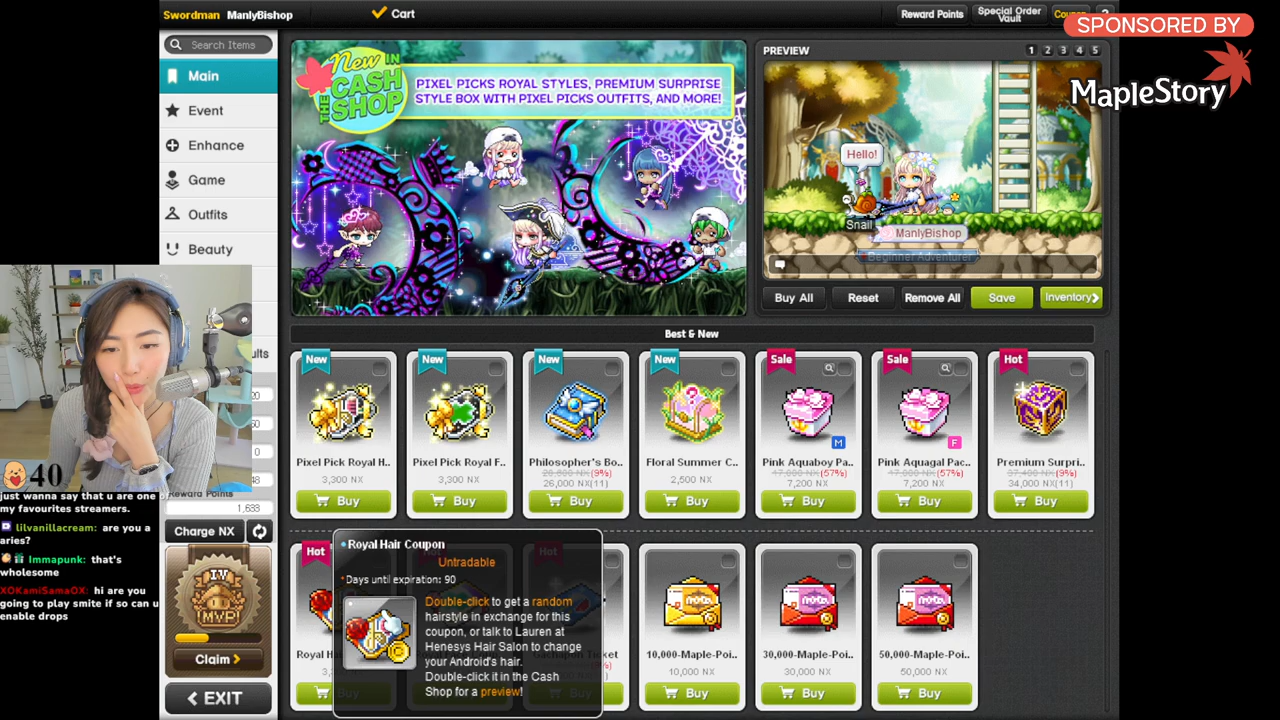 Swordman ManlyBishop
Cart
Reward Points
Special Order
Vault
?
SPONSORED BY
MapleStory
Search Items
Main
Event
Enhance
Game
Outfits
Beauty
New IN
THE CASH
SHOP
PIXEL PICKS ROYAL STYLES, PREMIUM SURPRISE
STYLE BOX WITH PIXEL PICKS OUTFITS, AND MORE!
PREVIEW
1 2 3 4 5
Hello!
Snail
ManlyBishop
Beginner Adventurer
Buy All
Reset
Remove All
Save
Inventory
Best & New
New
New
New
New
Sale
Sale
Hot
M
F
Pixel Pick Royal H..
Pixel Pick Royal F..
Philosopher's Bo..
Floral Summer C..
Pink Aquaboy Pa..
Pink Aquagal Pac..
Premium Surpri..
3,300 NX
3,300 NX
(9%)
26,000 NX(11)
2,500 NX
47,000 NX(57%)
7,200 NX
47,000 NX(57%)
7,200 NX
37,400 NX(9%)
34,000 NX(11)
Buy
Buy
Buy
Buy
Buy
Buy
Buy
40
just wanna say that u are one of
my favourites streamers.
lilvanillacream: are you a
aries?
Immapunk: that's
wholesome
XOKamiSamaOX: hi are you
going to play smite if so can u
enable drops
Reward Points
1,633
Charge NX
IV
MVP
Claim
EXIT
Hot
Hot
Royal Hair Coupon
Untradable
Days until expiration: 90
Double-click to get a random
hairstyle in exchange for this
coupon, or talk to Lauren at
Henesys Hair Salon to change
your Android's hair.
Double-click it in the Cash
Shop for a preview!
10,000-Maple-Poi..
30,000-Maple-Poi..
50,000-Maple-Poi..
10,000 NX
30,000 NX
50,000 NX
Buy
Buy
Buy